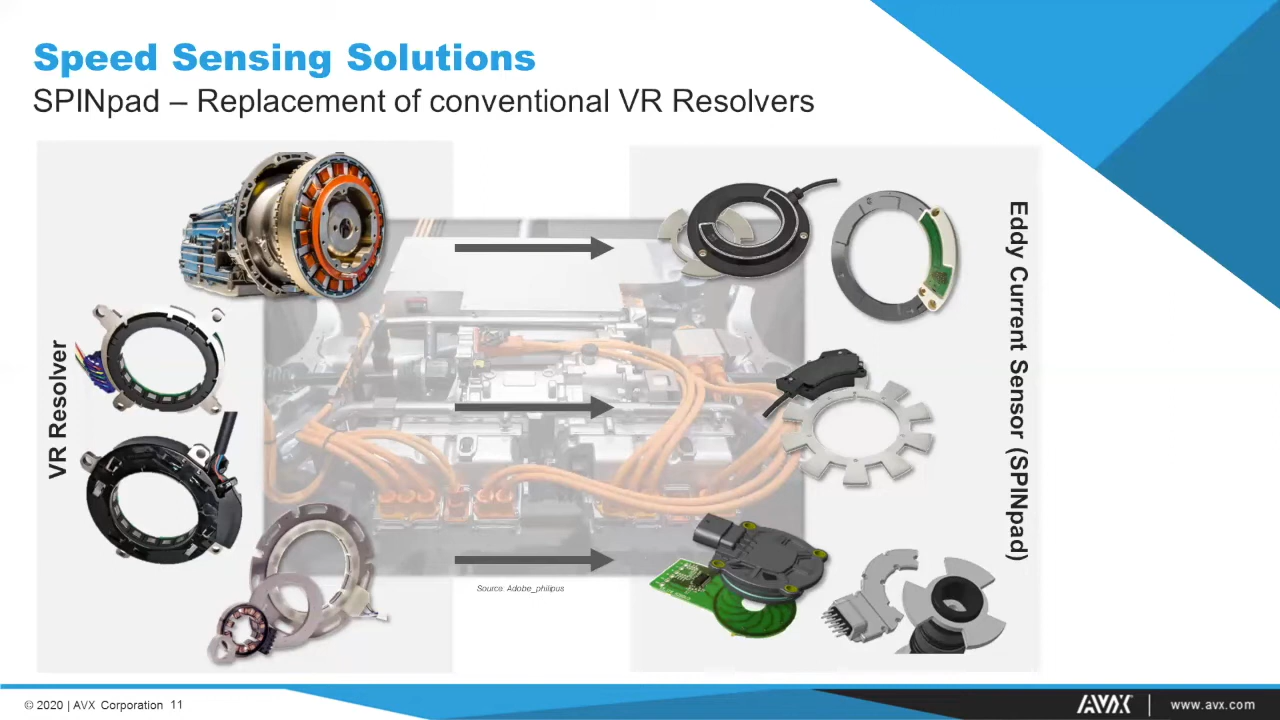 Speed Sensing Solutions
SPINpad – Replacement of conventional VR Resolvers
VR Resolver
Eddy Current Sensor (SPINpad)
Source: Adobe_philipus
© 2020 | AVX Corporation 11
AVX
www.avx.com